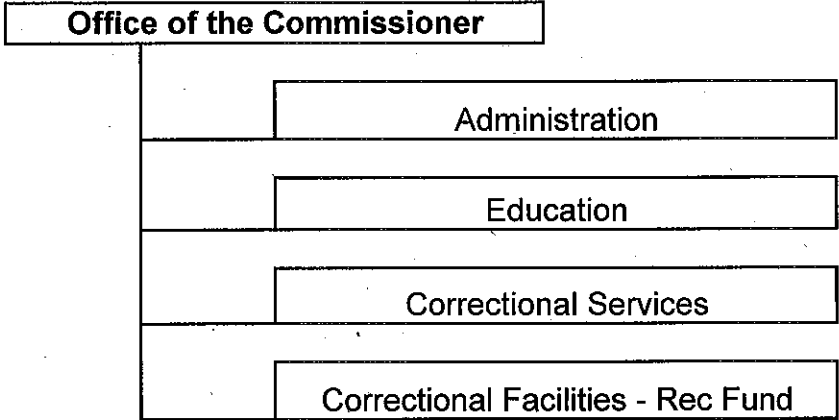 Office of the Commissioner
Administration
Education
Correctional Services
Correctional Facilities - Rec Fund